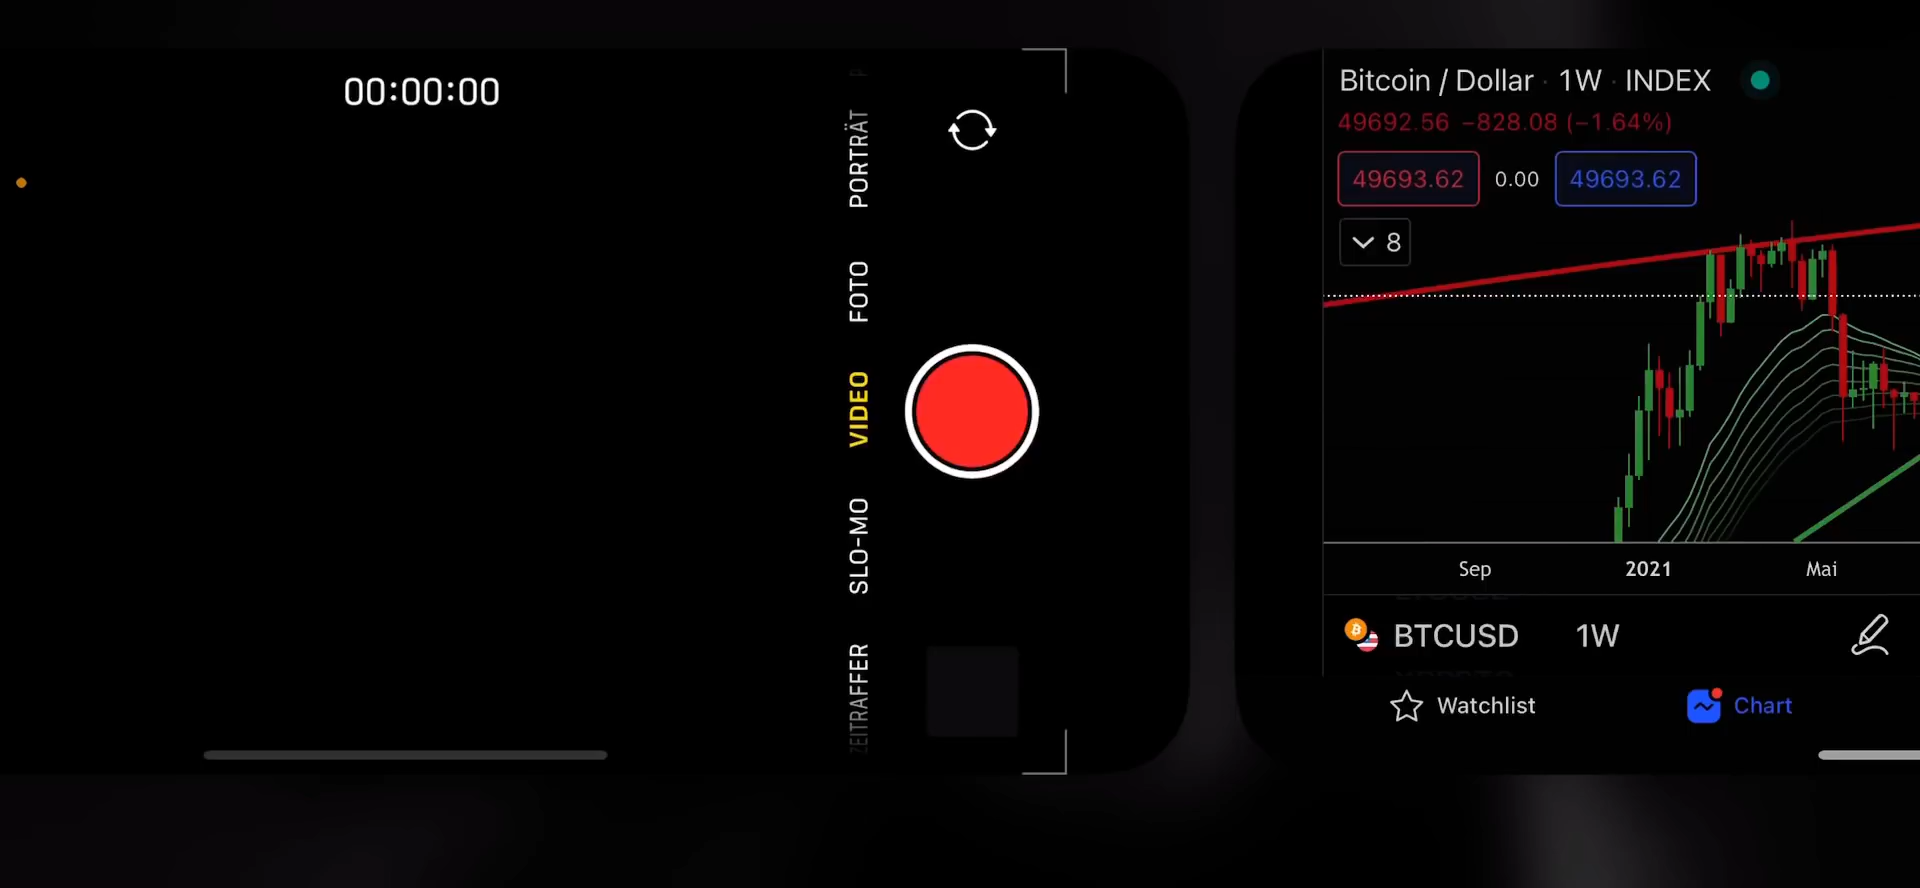 00:00:00
PORTRÄT
FOTO
VIDEO
SLO-MO
ZEITRAFFER
Bitcoin / Dollar · 1W · INDEX
49692.56 −828.08 (−1.64%)
49693.62 0.00 49693.62
8
Sep 2021 Mai
BTCUSD 1W
Watchlist Chart